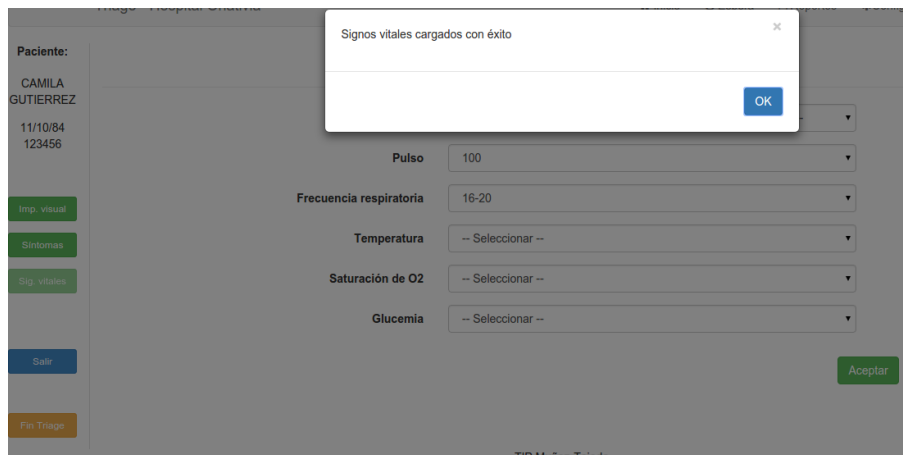 Signos vitales cargados con éxito
×
OK
Paciente:
CAMILA
GUTIERREZ
11/10/84
123456
Imp. visual
Síntomas
Sig. vitales
Salir
Fin Triage
Pulso 100
Frecuencia respiratoria 16-20
Temperatura -- Seleccionar --
Saturación de O2 -- Seleccionar --
Glucemia -- Seleccionar --
Aceptar